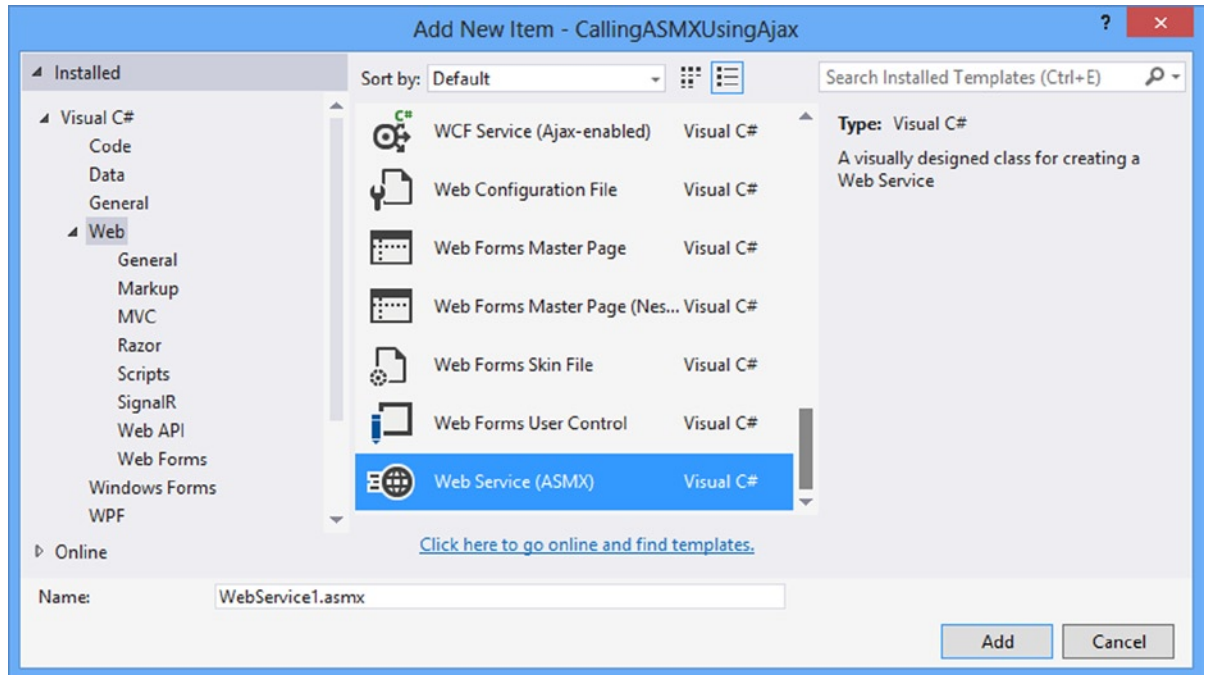 Add New Item - CallingASMXUsingAjax
?
Installed
Sort by: Default
Search Installed Templates (Ctrl+E)
Visual C#
Code
Data
General
Web
General
Markup
MVC
Razor
Scripts
SignalR
Web API
Web Forms
Windows Forms
WPF
Online
C#
WCF Service (Ajax-enabled) Visual C#
Web Configuration File Visual C#
Web Forms Master Page Visual C#
Web Forms Master Page (Nes... Visual C#
Web Forms Skin File Visual C#
Web Forms User Control Visual C#
Web Service (ASMX) Visual C#
Click here to go online and find templates.
Type: Visual C#
A visually designed class for creating a
Web Service
Name: WebService1.asmx
Add Cancel